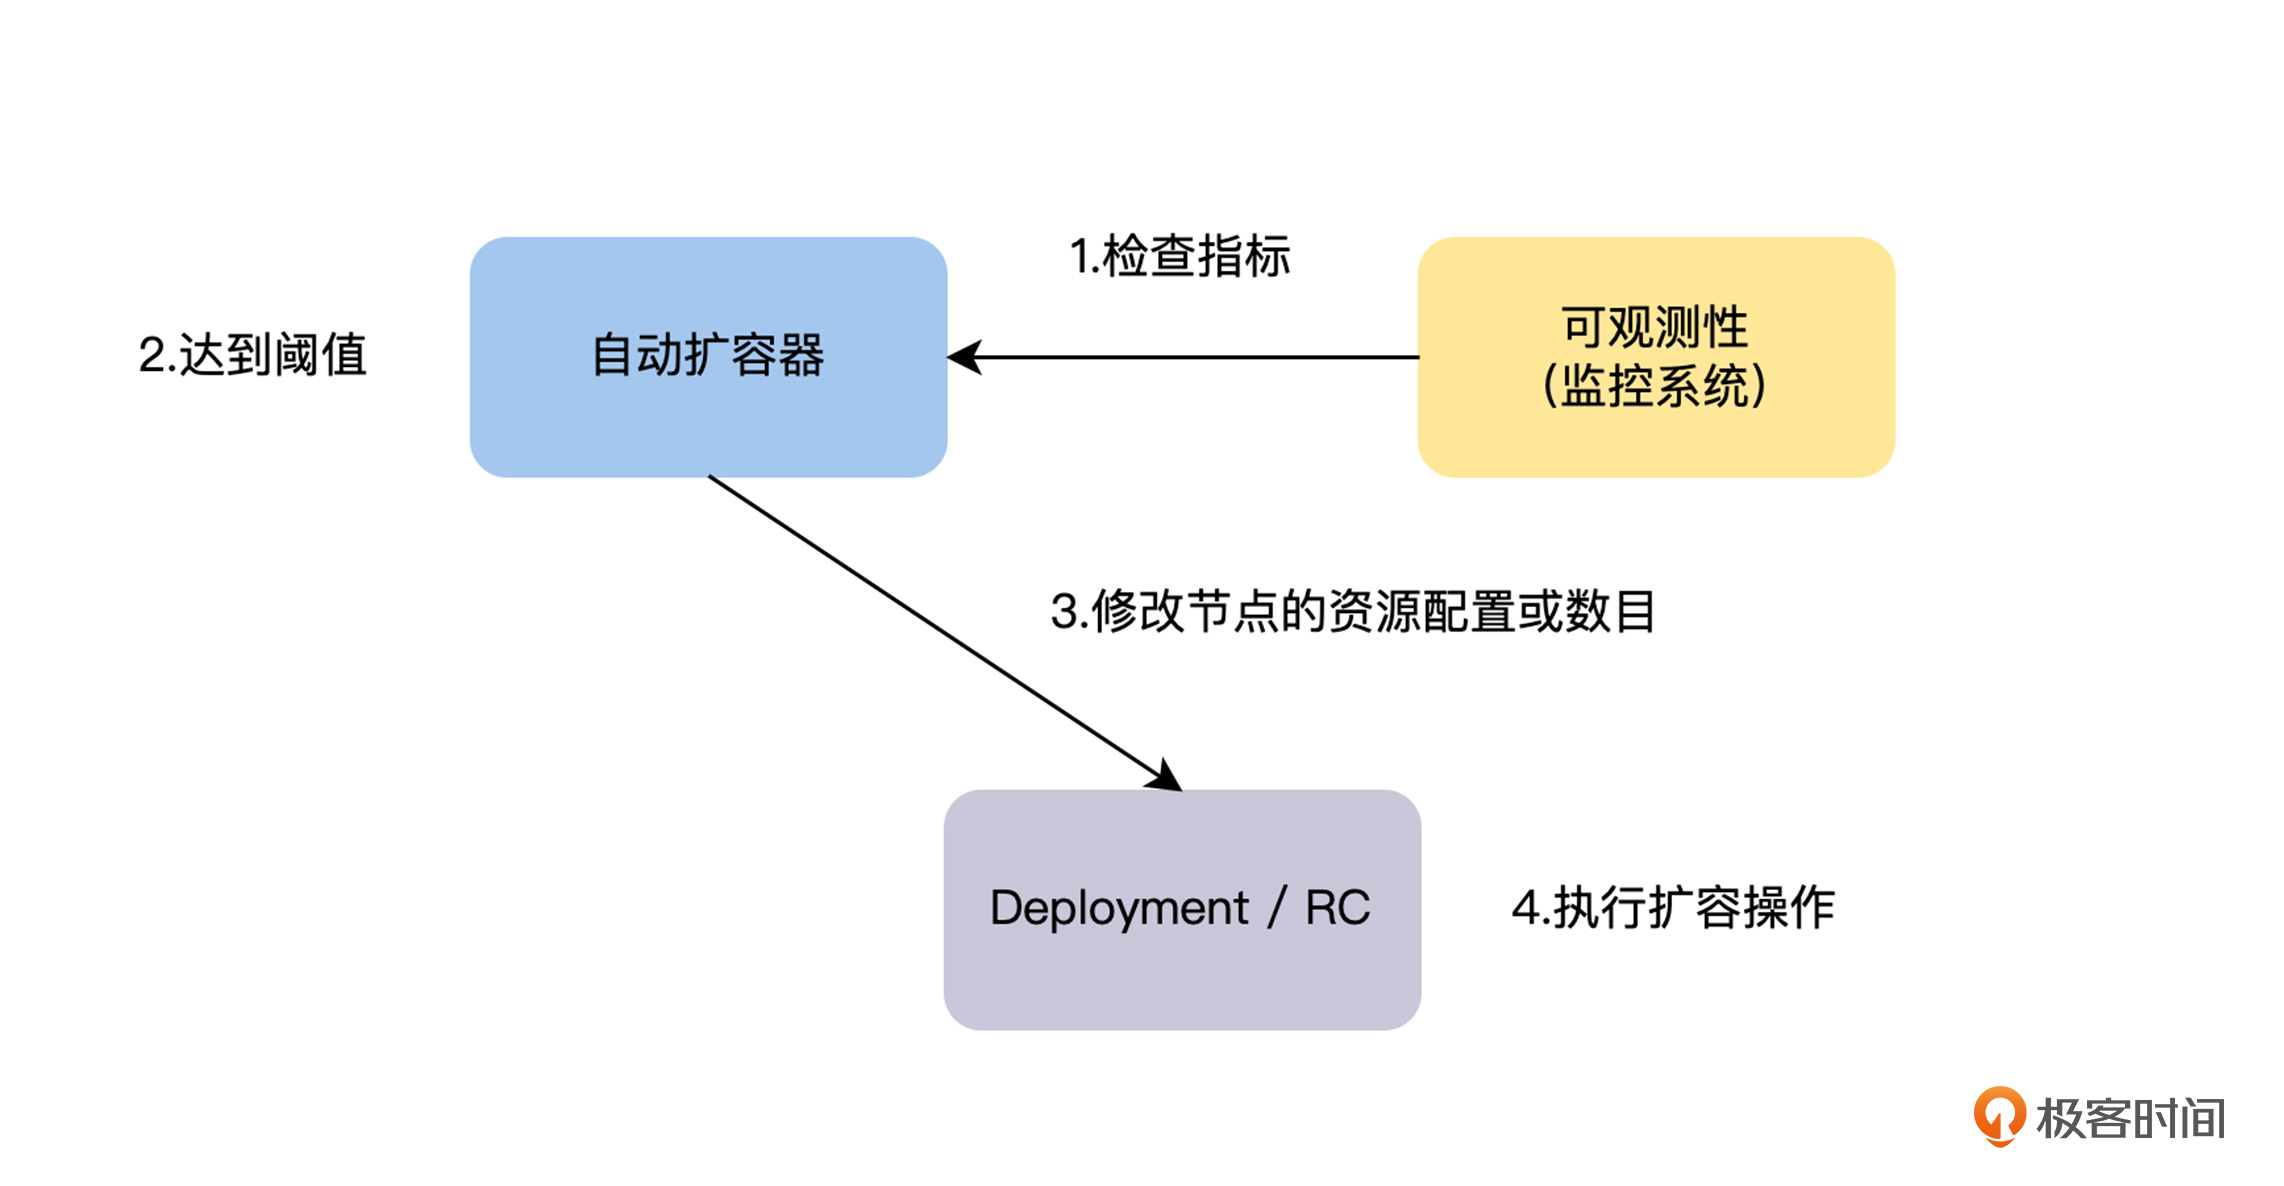 1.检查指标
2.达到阈值
自动扩容器
可观测性
(监控系统)
3.修改节点的资源配置或数目
Deployment / RC
4.执行扩容操作
极客时间